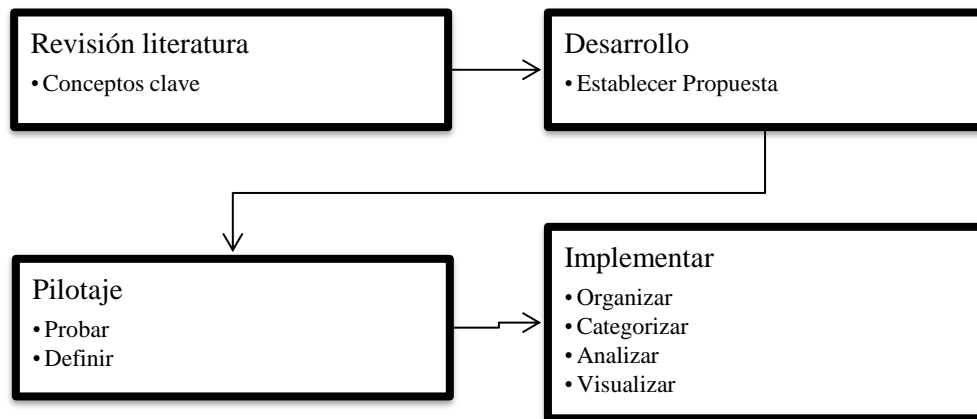 Revisión literatura
• Conceptos clave
Desarrollo
• Establecer Propuesta
Pilotaje
• Probar
• Definir
Implementar
• Organizar
• Categorizar
• Analizar
• Visualizar